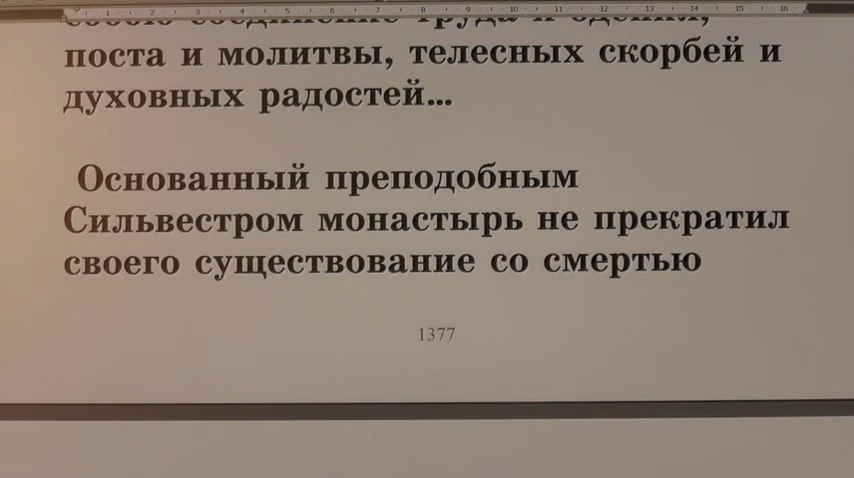 поста и молитвы, телесных скорбей и
духовных радостей...
Основанный преподобным
Сильвестром монастырь не прекратил
своего существование со смертью
1377